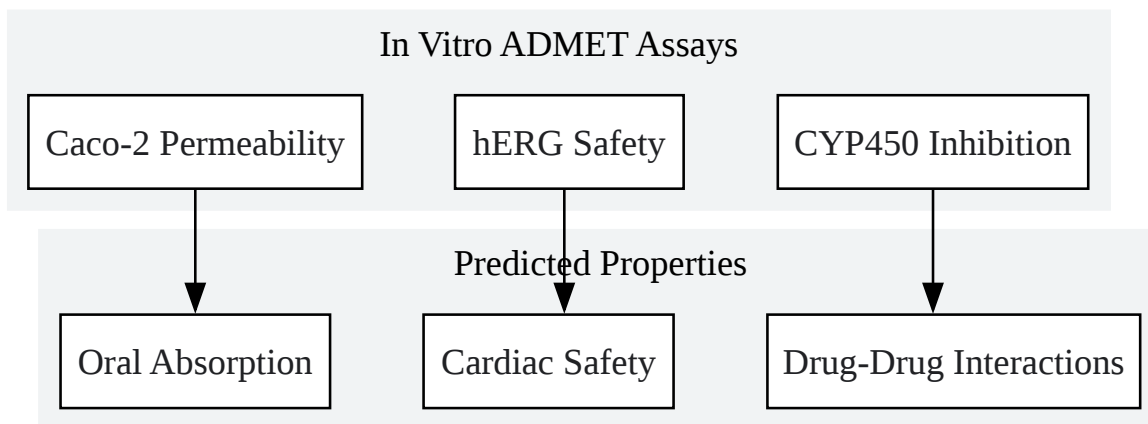 In Vitro ADMET Assays
Caco-2 Permeability
hERG Safety
CYP450 Inhibition
Predicted Properties
Oral Absorption
Cardiac Safety
Drug-Drug Interactions